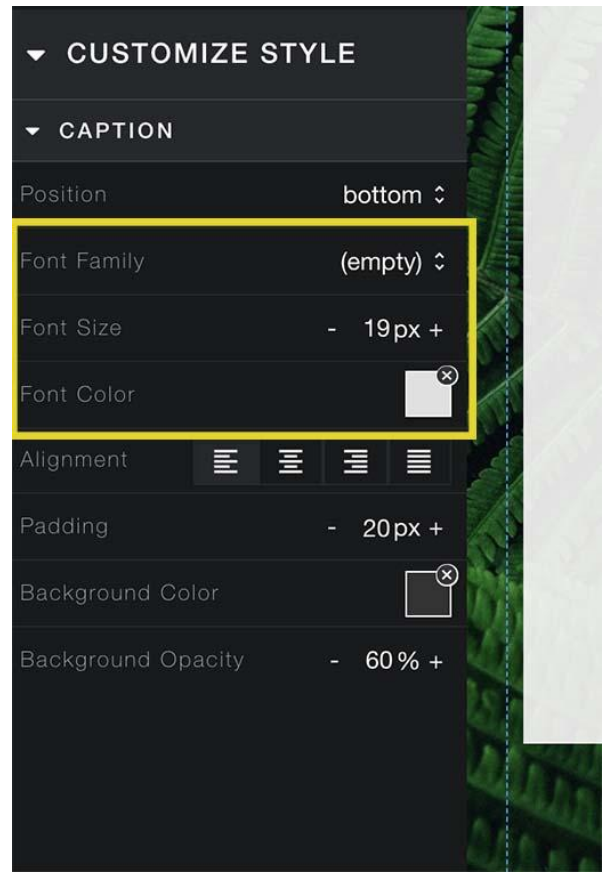 CUSTOMIZE STYLE
CAPTION
Position bottom
Font Family (empty)
Font Size - 19px +
Font Color
Alignment
Padding - 20px +
Background Color
Background Opacity - 60% +